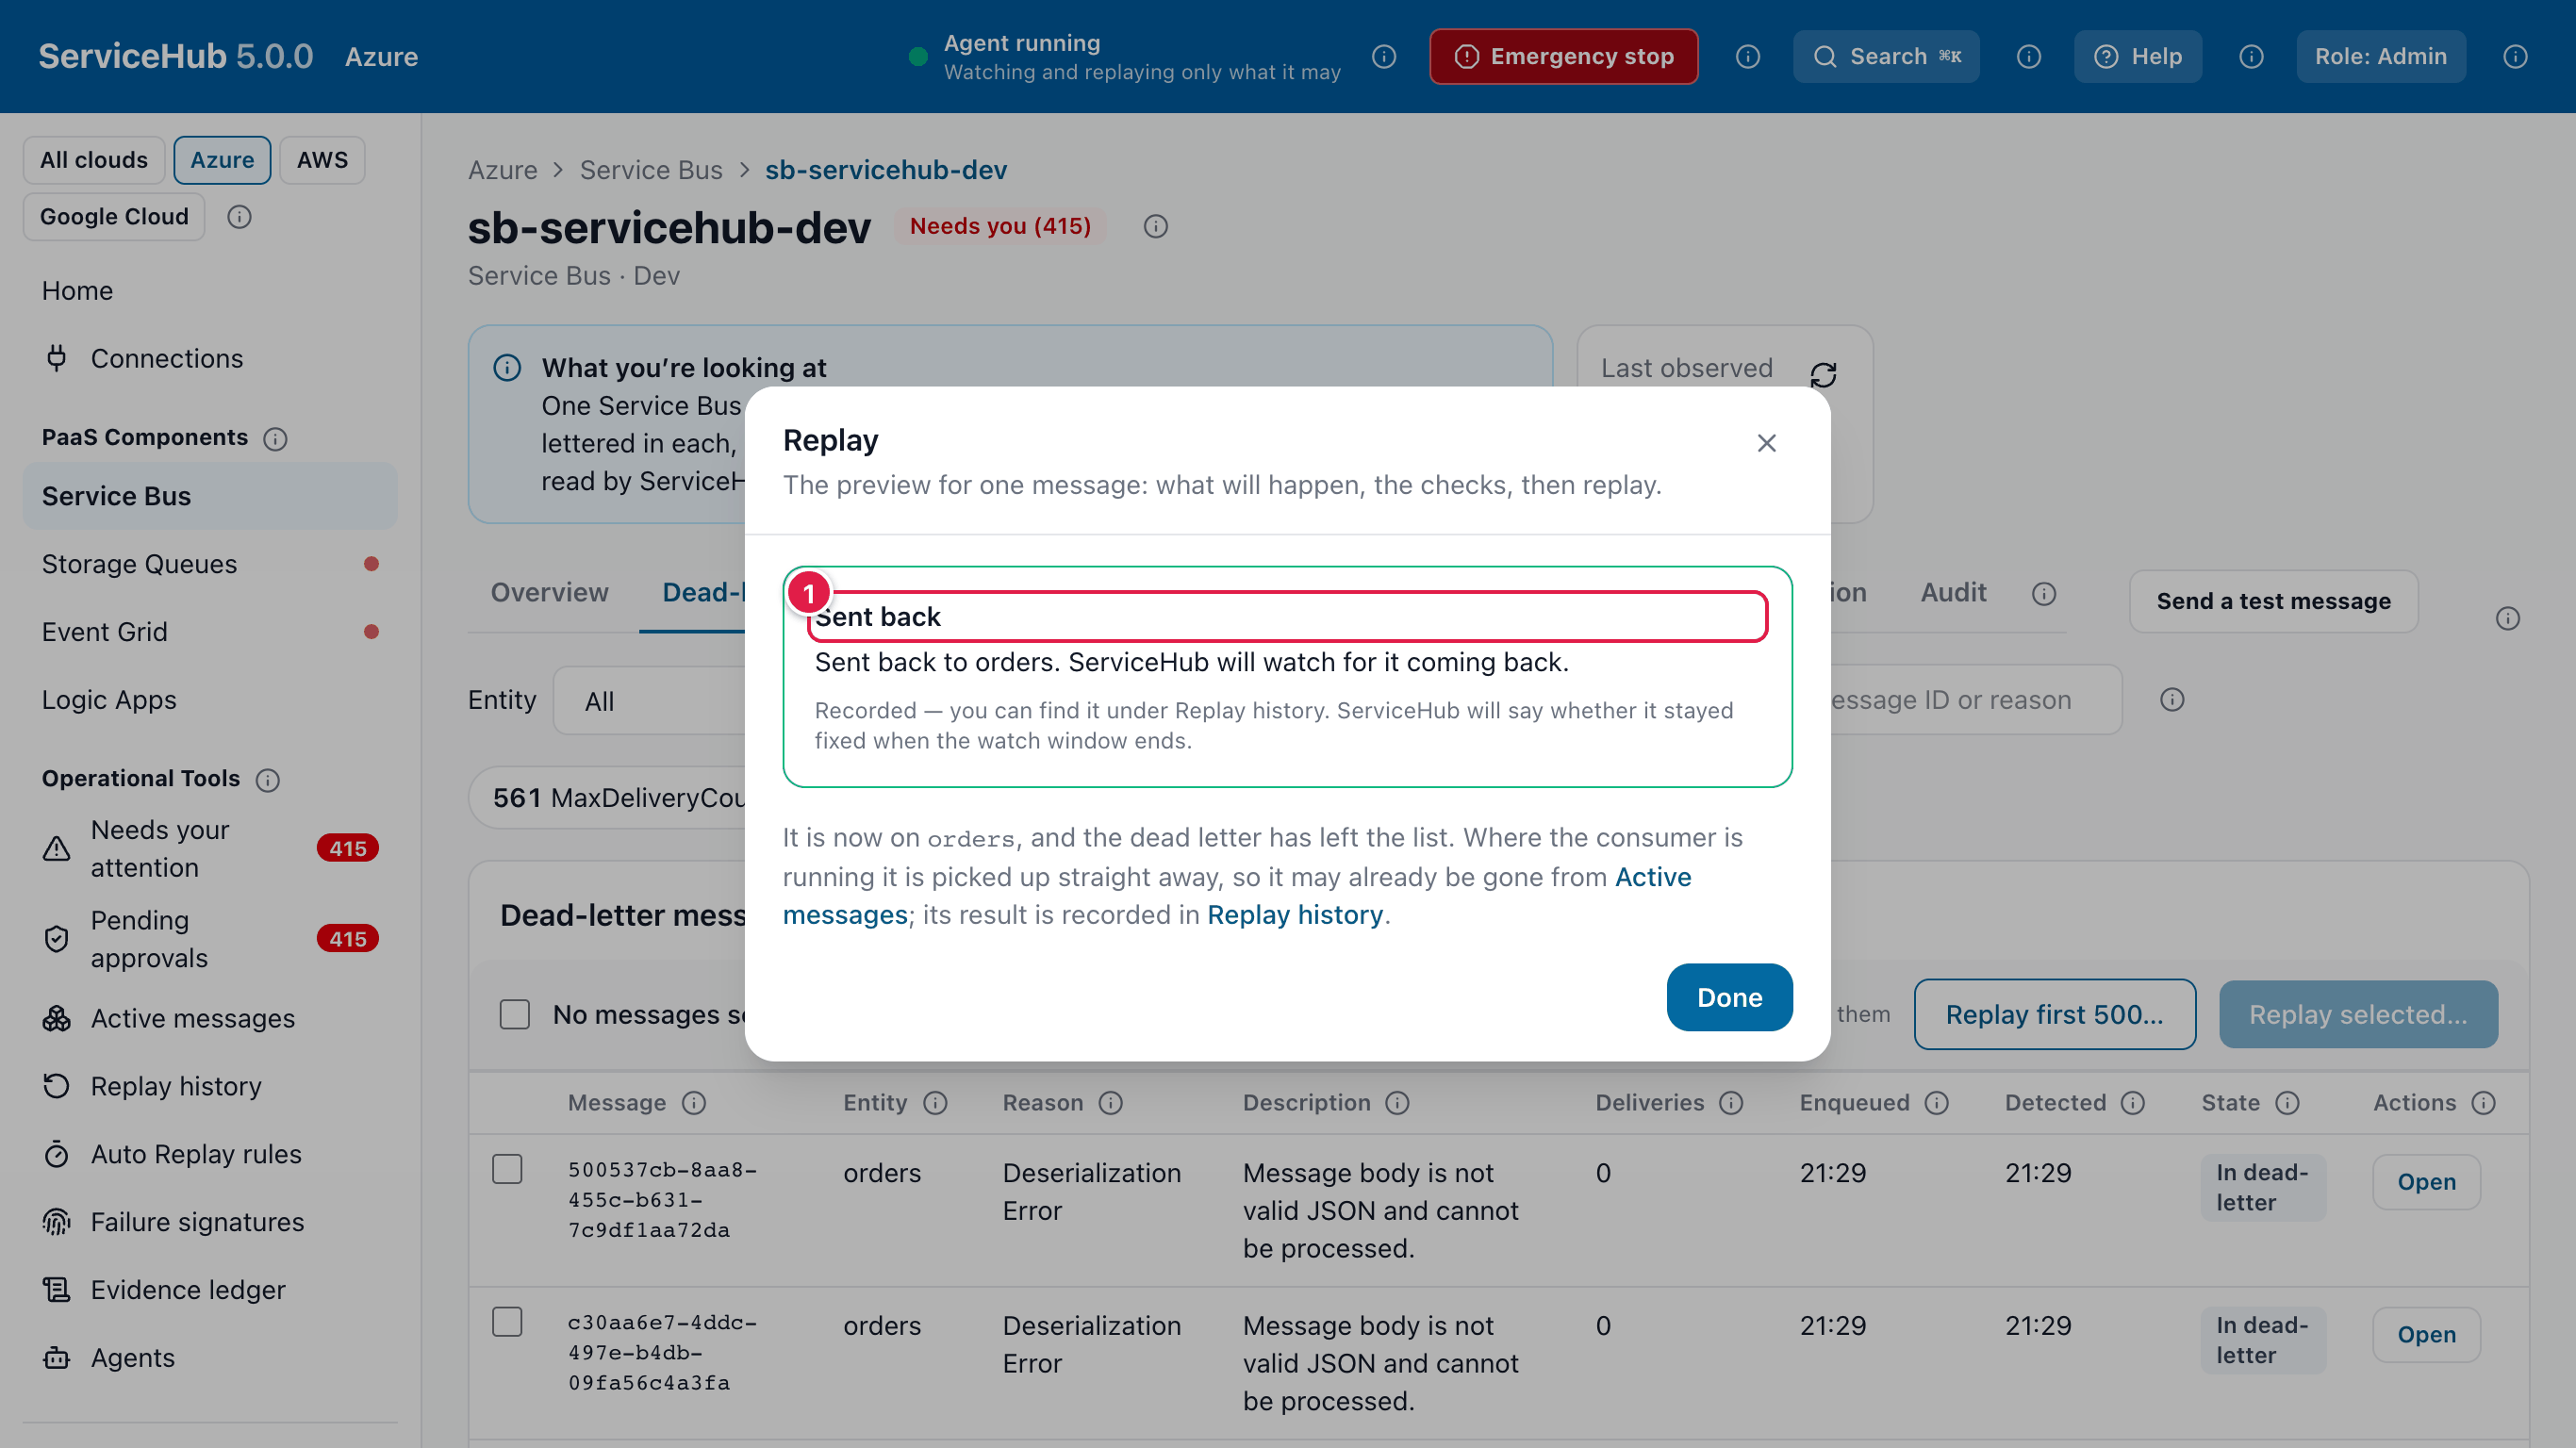 ServiceHub 5.0.0 Azure
Agent running
Watching and replaying only what it may
Emergency stop
Search ⌘K
Help
Role: Admin
All clouds
Azure
AWS
Google Cloud
Home
Connections
PaaS Components
Service Bus
Storage Queues
Event Grid
Logic Apps
Operational Tools
Needs your
attention
415
Pending
approvals
415
Active messages
Replay history
Auto Replay rules
Failure signatures
Evidence ledger
Agents
Azure > Service Bus > sb-servicehub-dev
sb-servicehub-dev
Needs you (415)
Service Bus · Dev
What you're looking at
One Service Bus
lettered in each,
read by ServiceH
Last observed
Overview
Dead-l
Audit
Send a test message
Entity
All
essage ID or reason
561 MaxDeliveryCou
Dead-letter mess
No messages se
them
Replay first 500...
Replay selected...
Replay
The preview for one message: what will happen, the checks, then replay.
1
Sent back
Sent back to orders. ServiceHub will watch for it coming back.
Recorded — you can find it under Replay history. ServiceHub will say whether it stayed
fixed when the watch window ends.
It is now on orders, and the dead letter has left the list. Where the consumer is
running it is picked up straight away, so it may already be gone from Active
messages; its result is recorded in Replay history.
Done
Message
Entity
Reason
Description
Deliveries
Enqueued
Detected
State
Actions
500537cb-8aa8-
455c-b631-
7c9df1aa72da
orders
Deserialization
Error
Message body is not
valid JSON and cannot
be processed.
0
21:29
21:29
In dead-
letter
Open
c30aa6e7-4ddc-
497e-b4db-
09fa56c4a3fa
orders
Deserialization
Error
Message body is not
valid JSON and cannot
be processed.
0
21:29
21:29
In dead-
letter
Open